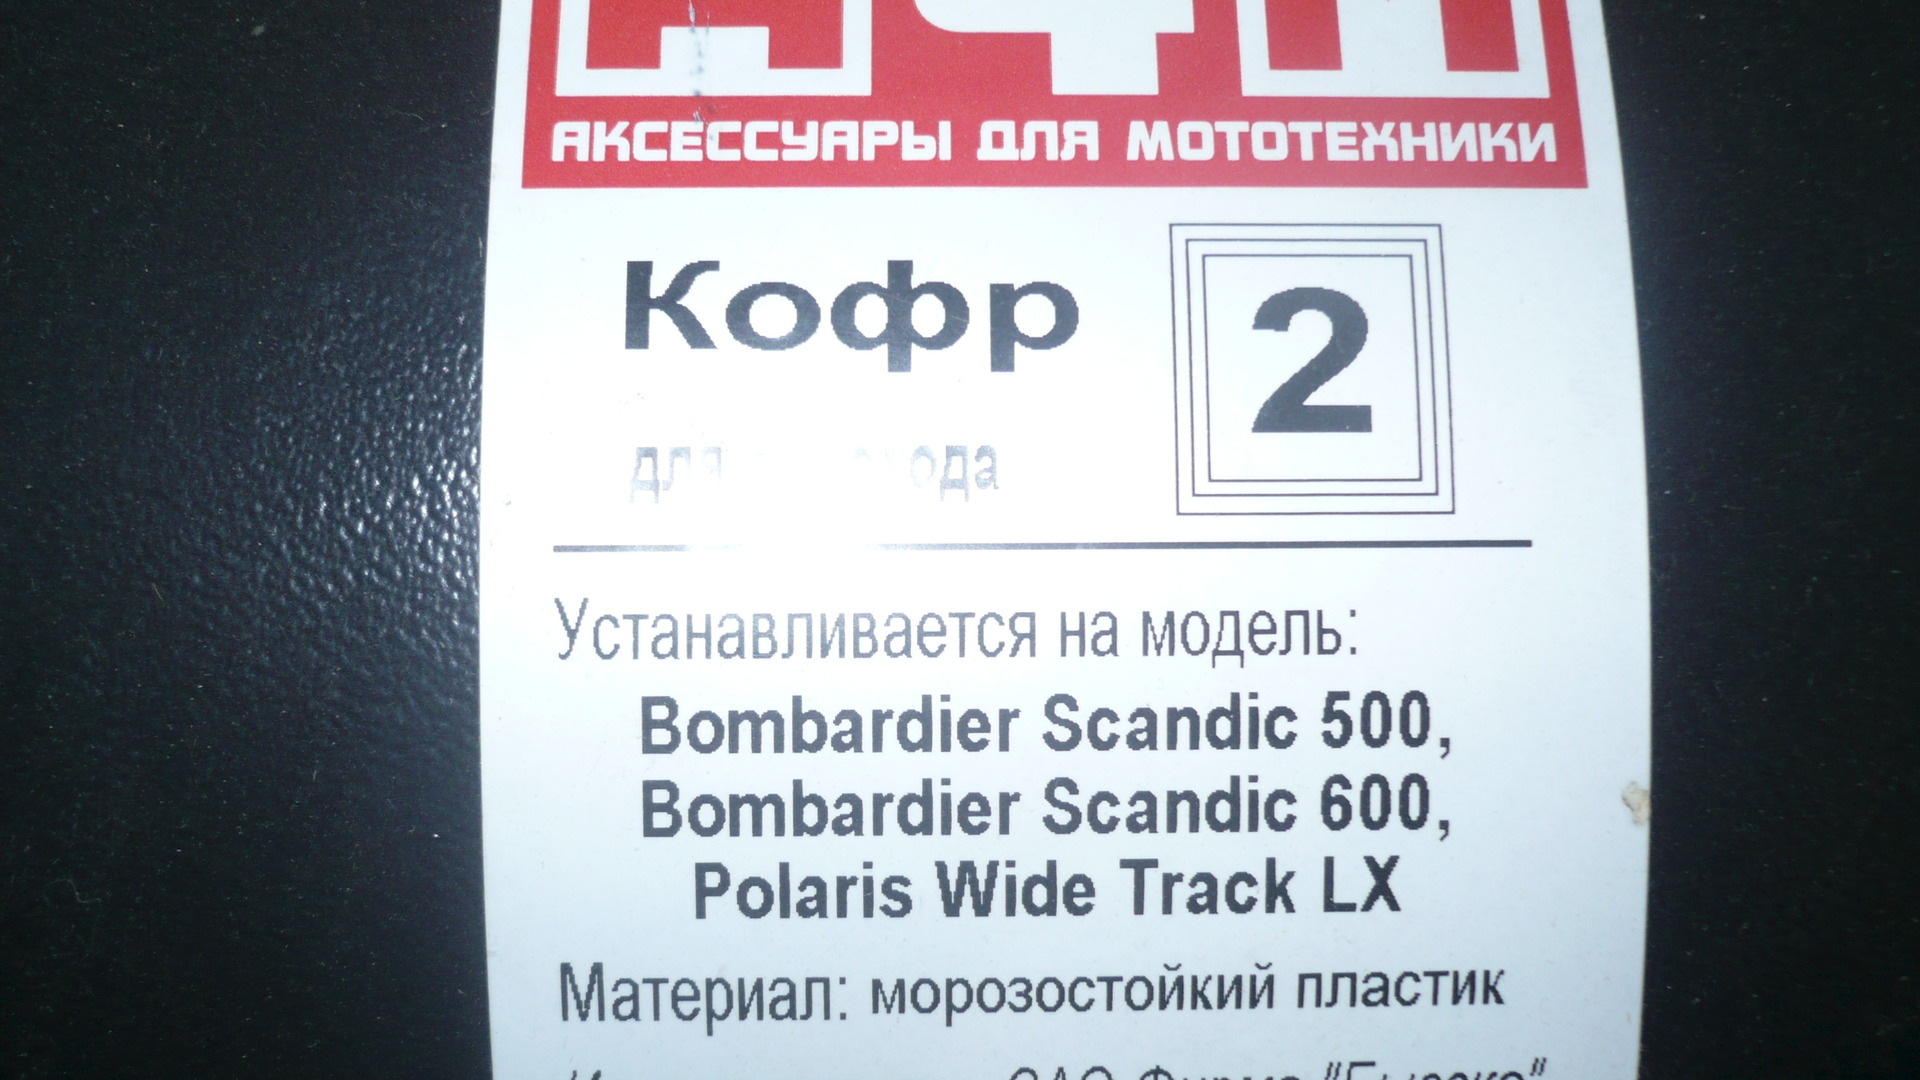 АКСЕССУАРЫ ДЛЯ МОТОТЕХНИКИ
Кофр
2
для
Устанавливается на модель:
Bombardier Scandic 500,
Bombardier Scandic 600,
Polaris Wide Track LX
Материал: морозостойкий пластик